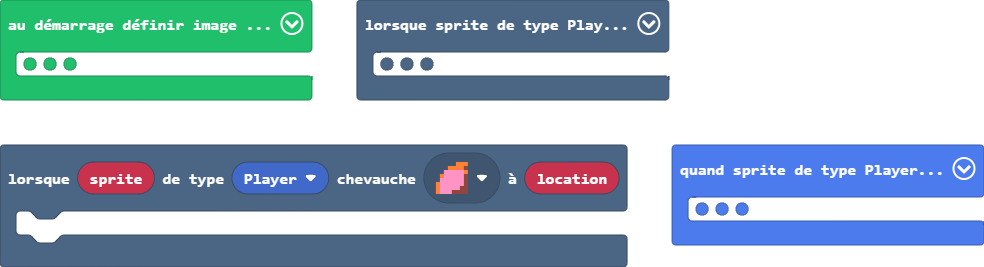 au démarrage définir image ...
lorsque sprite de type Play...
lorsque sprite de type Player chevauche à location
quand sprite de type Player...